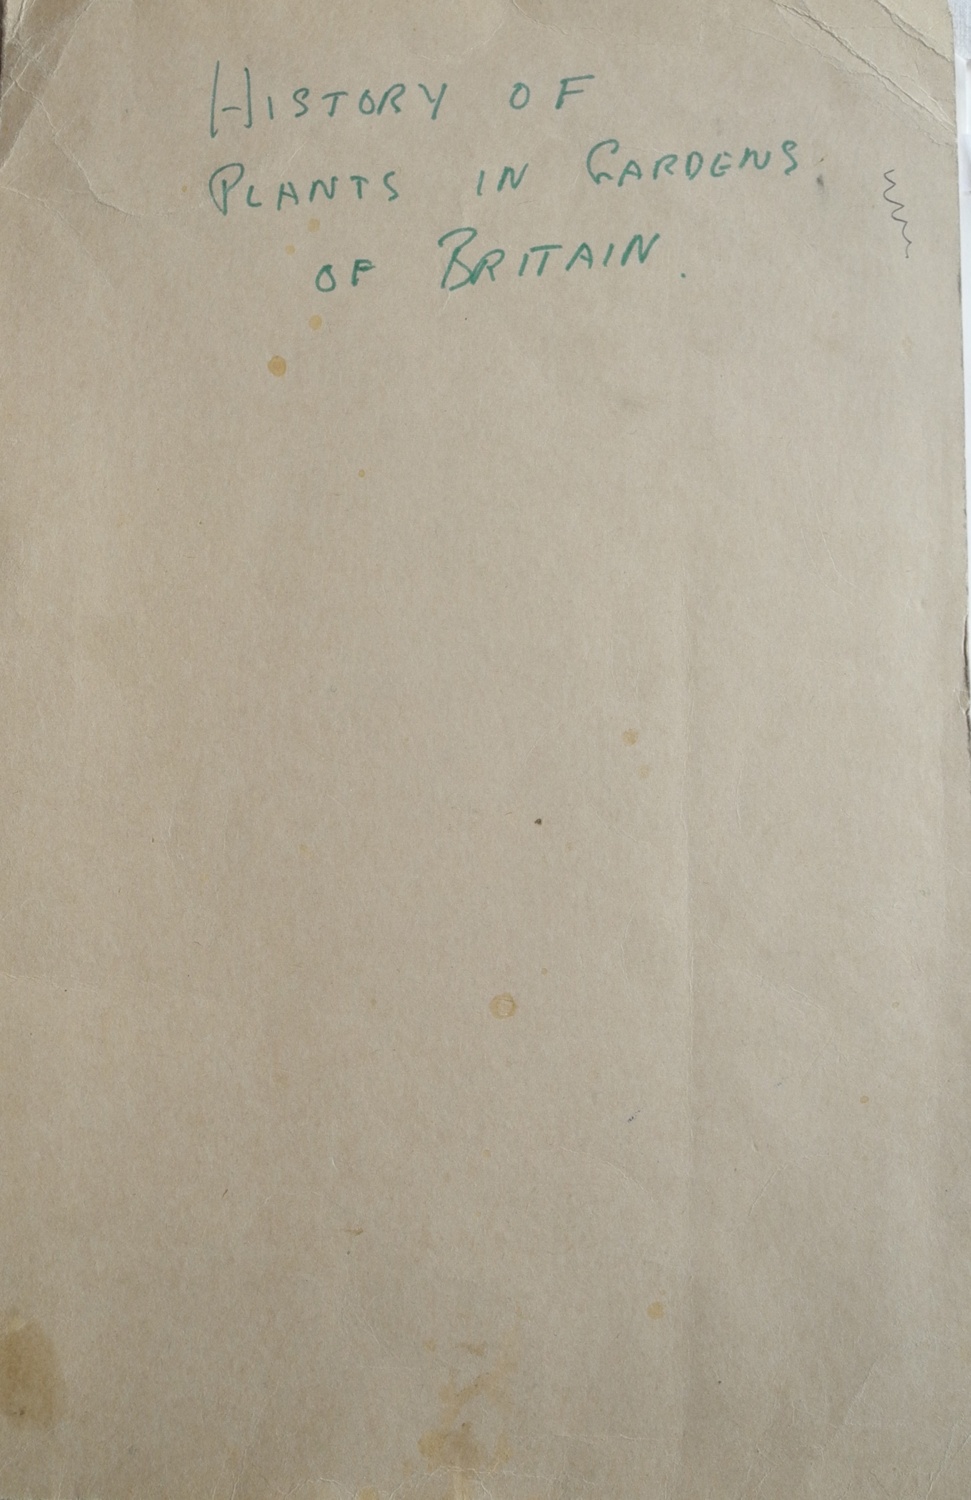 HISTORY OF
PLANTS IN GARDENS
OF BRITAIN.